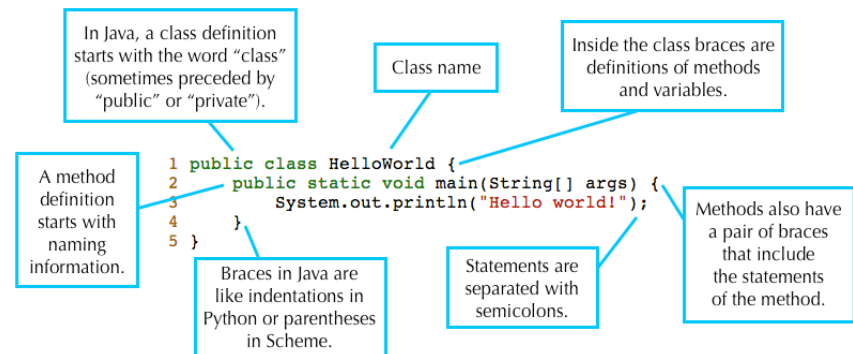 In Java, a class definition
starts with the word “class”
(sometimes preceded by
“public” or “private”).
Class name
Inside the class braces are
definitions of methods
and variables.
A method
definition
starts with
naming
information.
1 public class HelloWorld {
2     public static void main(String[] args) {
3         System.out.println("Hello world!");
4     }
5 }
Methods also have
a pair of braces
that include
the statements
of the method.
Braces in Java are
like indentations in
Python or parentheses
in Scheme.
Statements are
separated with
semicolons.